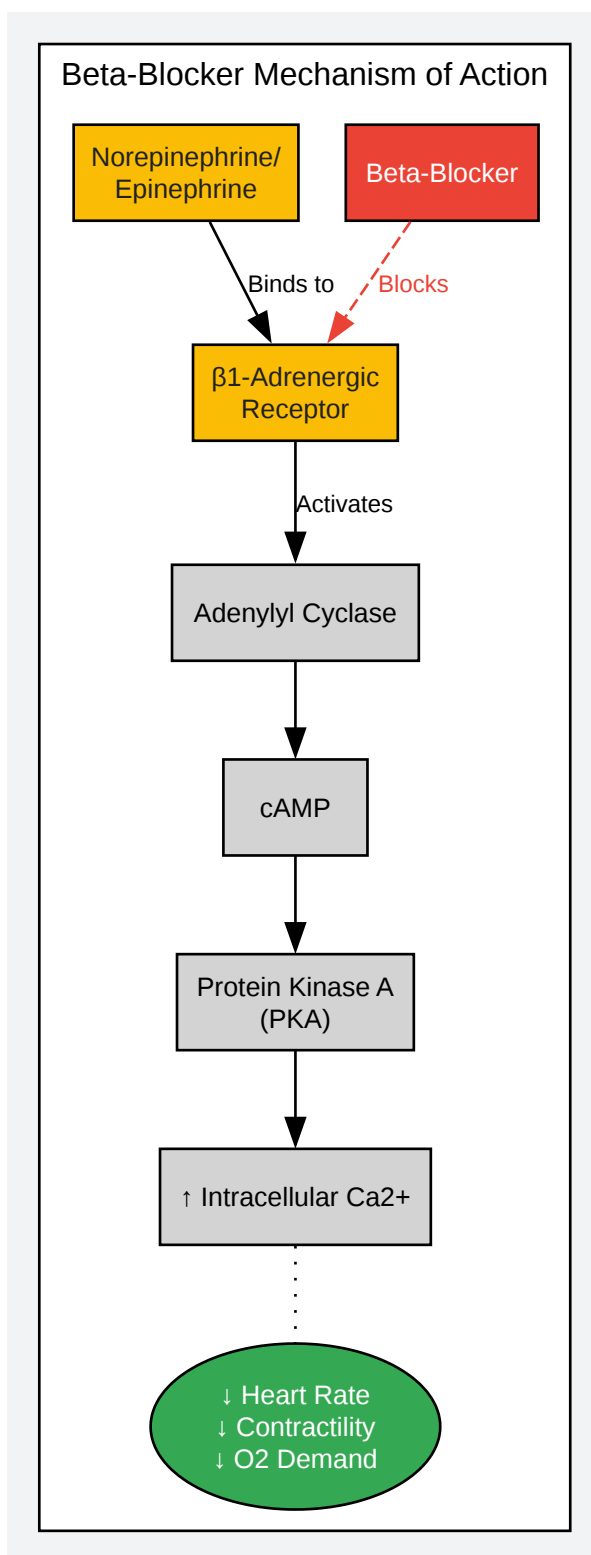 Beta-Blocker Mechanism of Action
Norepinephrine/
Epinephrine
Beta-Blocker
Binds to
Blocks
β1-Adrenergic
Receptor
Activates
Adenylyl Cyclase
cAMP
Protein Kinase A
(PKA)
↑ Intracellular Ca2+
↓ Heart Rate
↓ Contractility
↓ O2 Demand